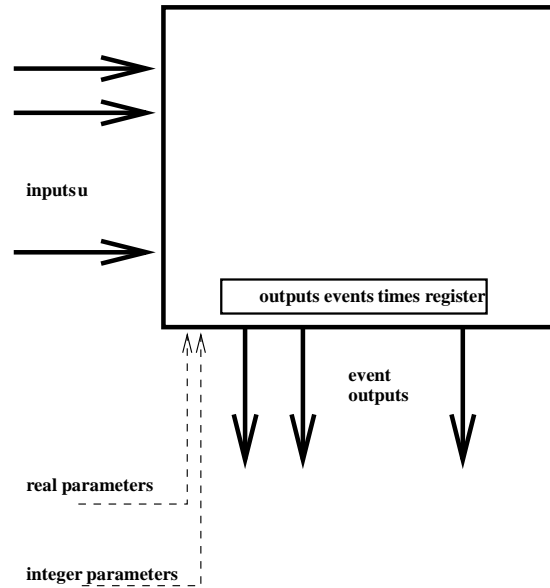 inputs u
outputs events times register
event
outputs
real parameters
integer parameters